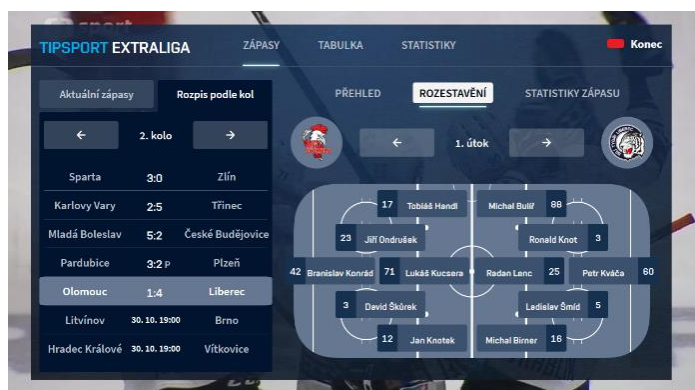 sport
TIPSPORT EXTRALIGA
ZÁPASY
TABULKA
STATISTIKY
Konec
Aktuální zápasy
Rozpis podle kol
PŘEHLED
ROZESTAVĚNÍ
STATISTIKY ZÁPASU
← 2. kolo →
← 1. útok →
Sparta 3:0 Zlín
Karlovy Vary 2:5 Třinec
Mladá Boleslav 5:2 České Budějovice
Pardubice 3:2 P Plzeň
Olomouc 1:4 Liberec
Litvínov 30. 10. 19:00 Brno
Hradec Králové 30. 10. 19:00 Vítkovice
17 Tobiáš Handl
Michal Bulíř 88
23 Jiří Ondrušek
Ronald Knot 3
42 Branislav Konrád
71 Lukáš Kucsera
Radan Lenc 25
Petr Kváča 60
3 David Škůrek
Ladislav Šmíd 5
12 Jan Knotek
Michal Birner 16